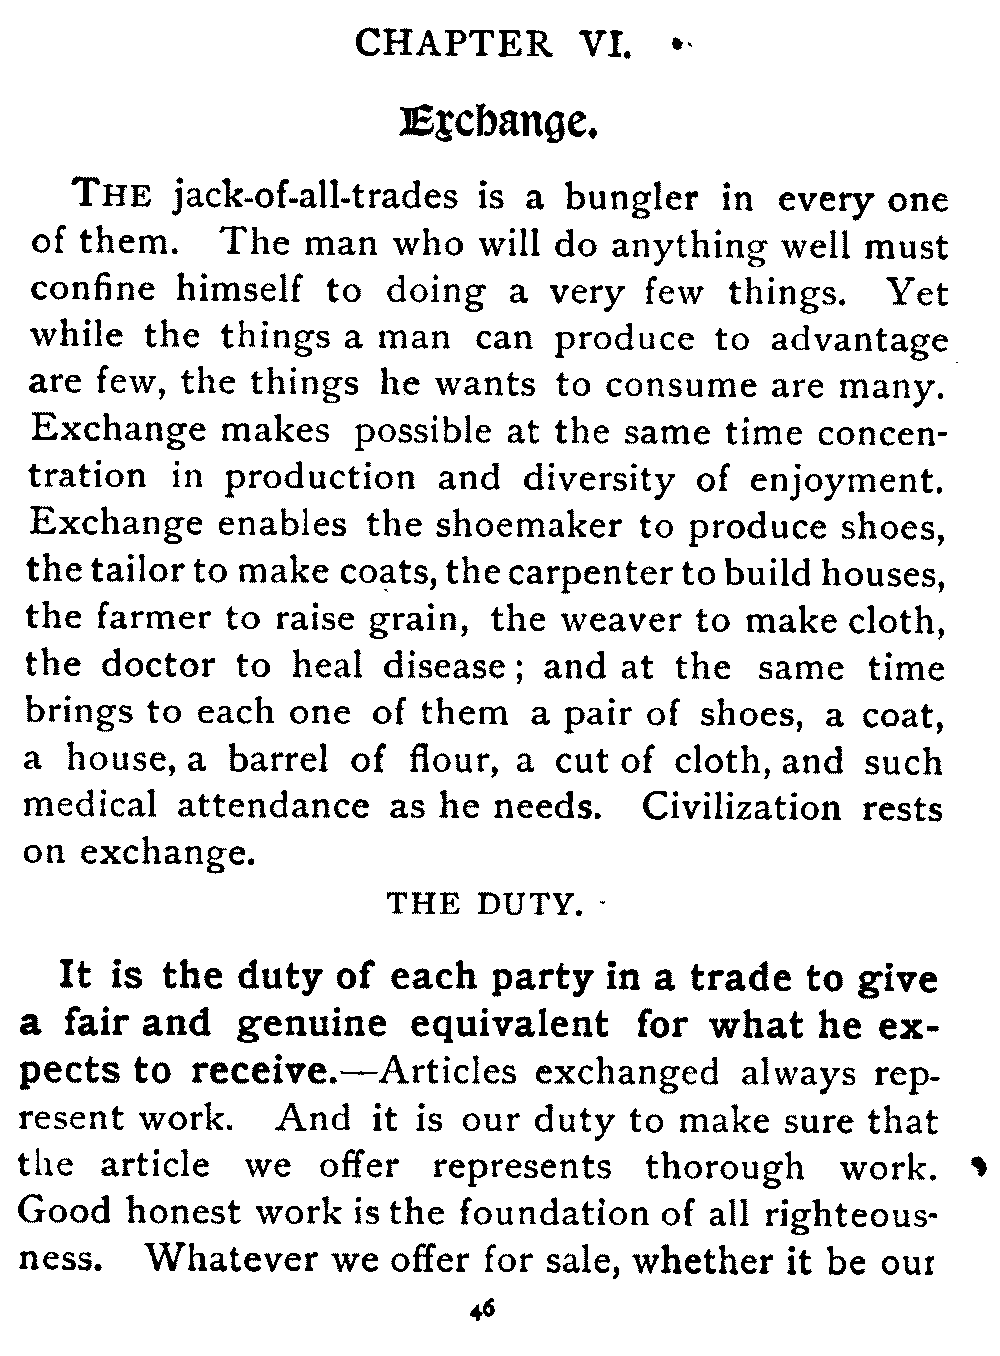 CHAPTER VI.
Exchange.
THE jack-of-all-trades is a bungler in every one
of them. The man who will do anything well must
confine himself to doing a very few things. Yet
while the things a man can produce to advantage
are few, the things he wants to consume are many.
Exchange makes possible at the same time concen-
tration in production and diversity of enjoyment.
Exchange enables the shoemaker to produce shoes,
the tailor to make coats, the carpenter to build houses,
the farmer to raise grain, the weaver to make cloth,
the doctor to heal disease; and at the same time
brings to each one of them a pair of shoes, a coat,
a house, a barrel of flour, a cut of cloth, and such
medical attendance as he needs. Civilization rests
on exchange.
THE DUTY.
It is the duty of each party in a trade to give
a fair and genuine equivalent for what he ex-
pects to receive.—Articles exchanged always rep-
resent work. And it is our duty to make sure that
the article we offer represents thorough work.
Good honest work is the foundation of all righteous-
ness. Whatever we offer for sale, whether it be our
46